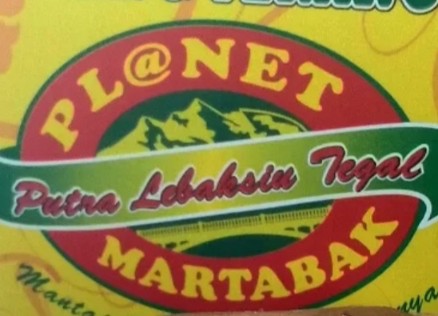 PL@NET
Putra Lebaksiu Tegal
MARTABAK